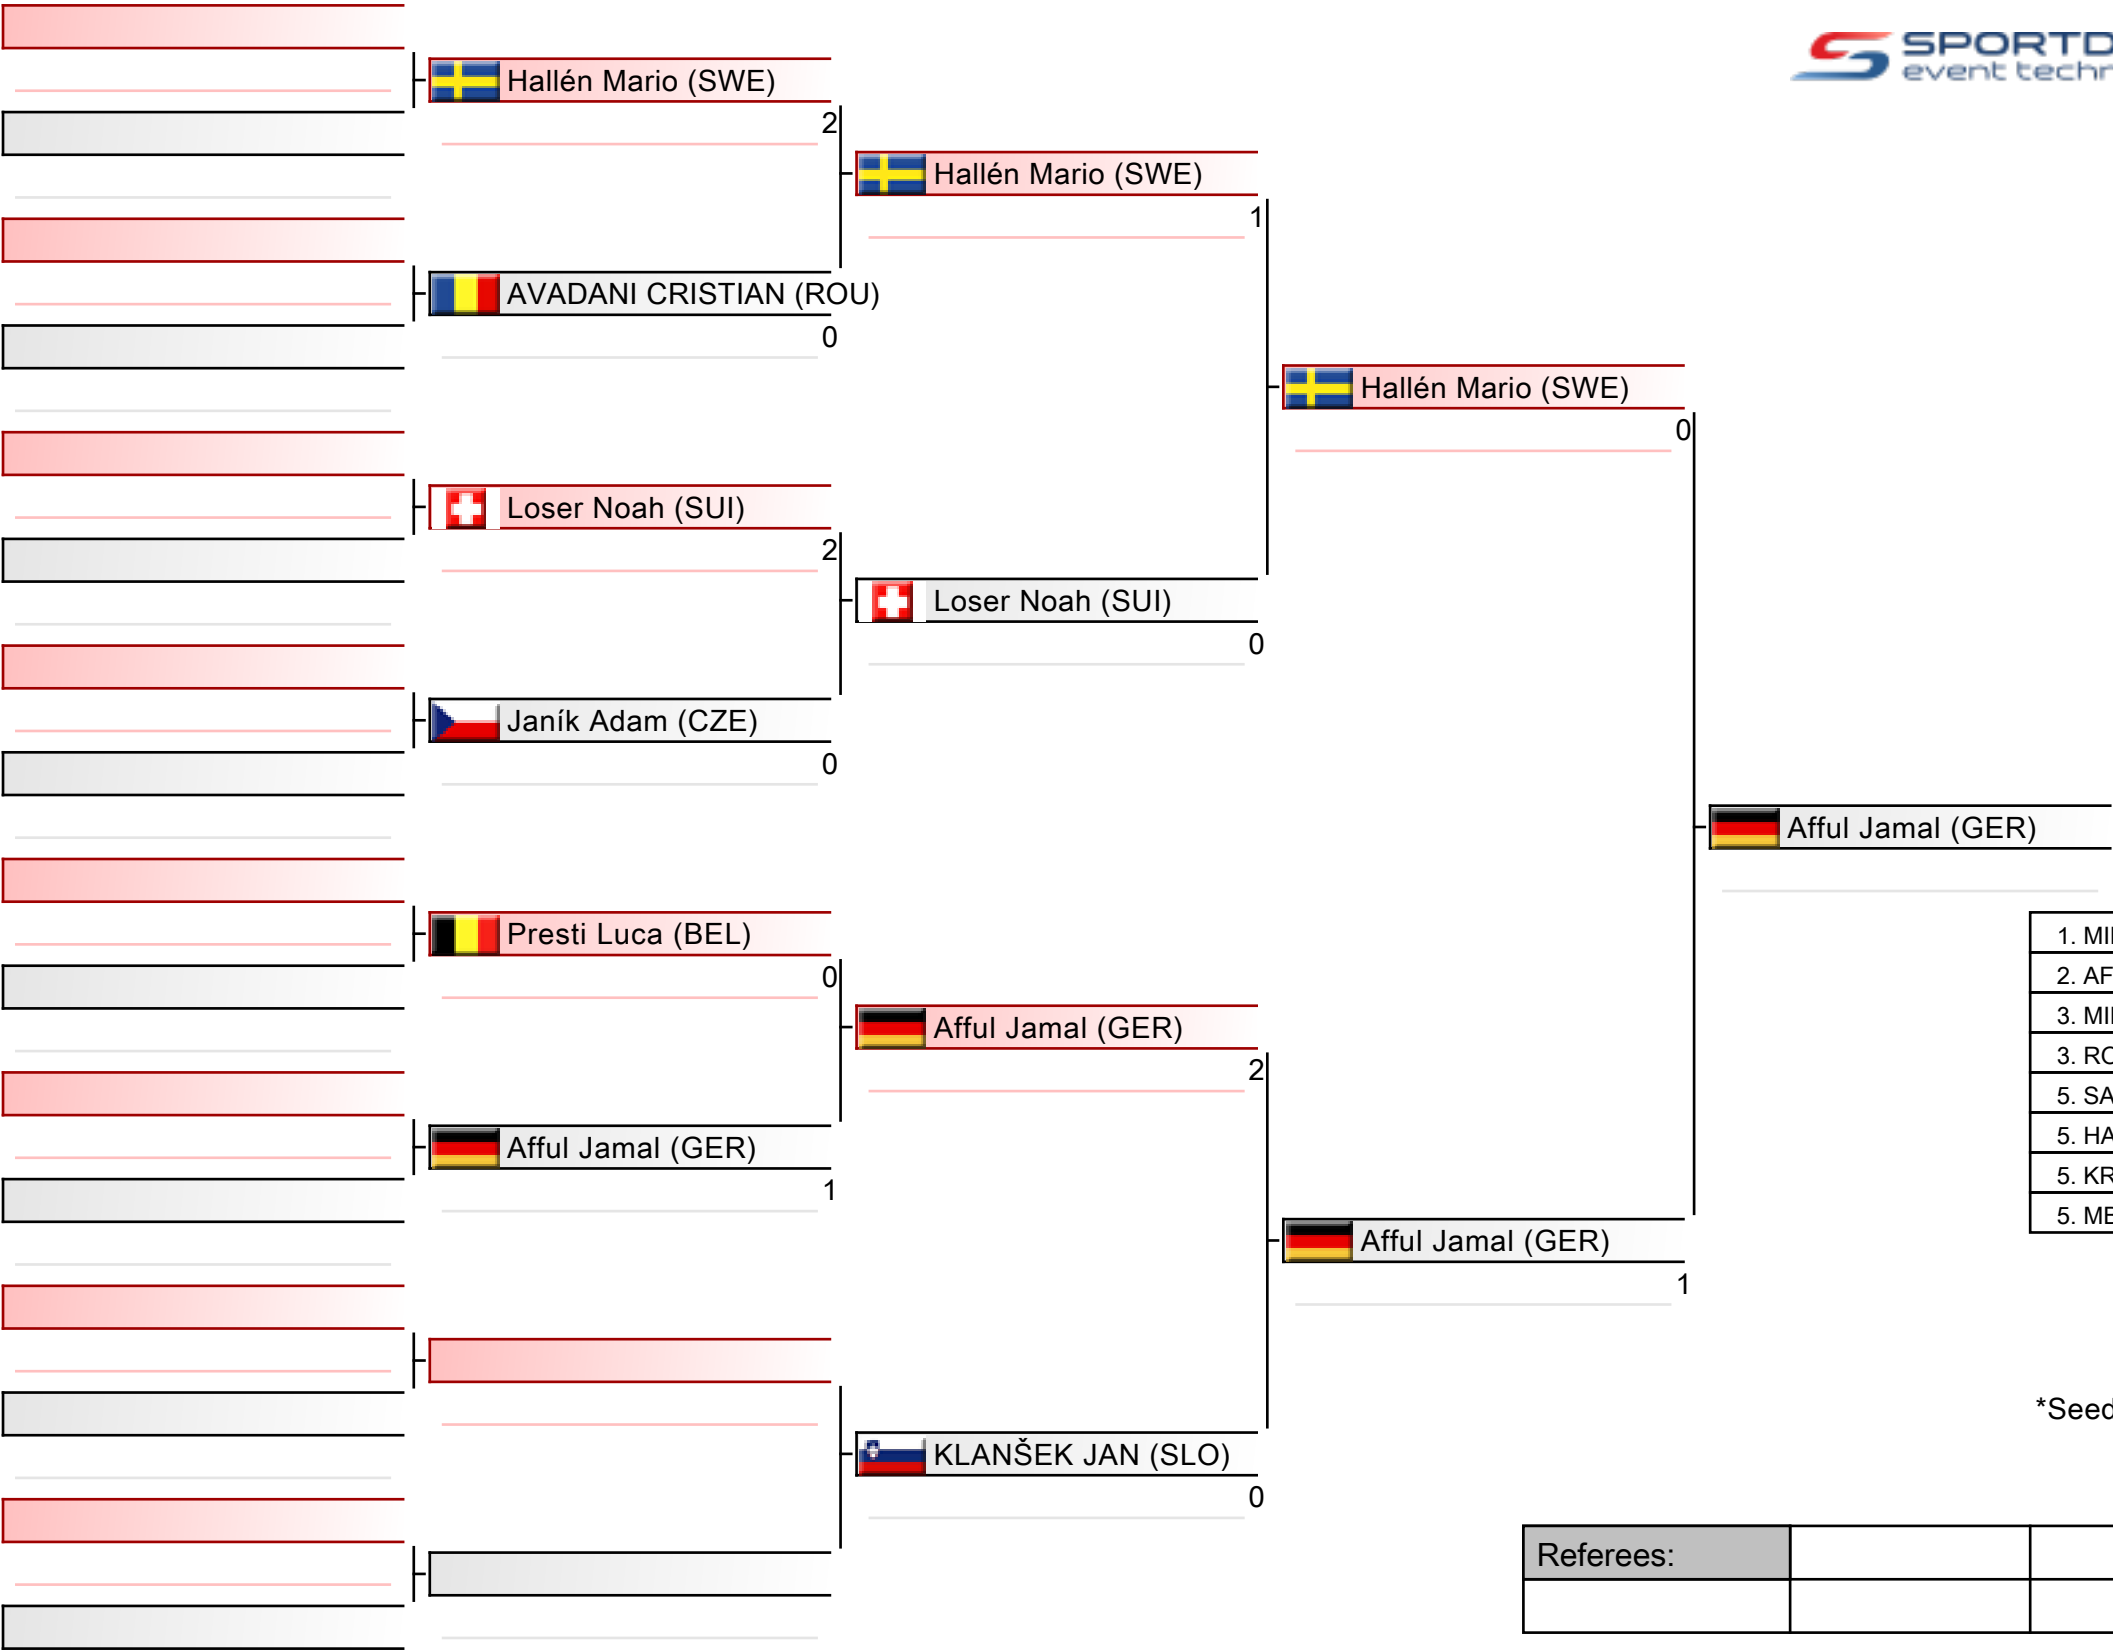 SPORTD
event techn
Hallén Mario (SWE)
2
Hallén Mario (SWE)
1
AVADANI CRISTIAN (ROU)
0
Hallén Mario (SWE)
0
Loser Noah (SUI)
2
Loser Noah (SUI)
0
Janík Adam (CZE)
0
Afful Jamal (GER)
Presti Luca (BEL)
0
Afful Jamal (GER)
2
Afful Jamal (GER)
1
Afful Jamal (GER)
1
KLANŠEK JAN (SLO)
0
1. MI
2. AF
3. MI
3. RO
5. SA
5. HA
5. KR
5. ME
*Seed
Referees: